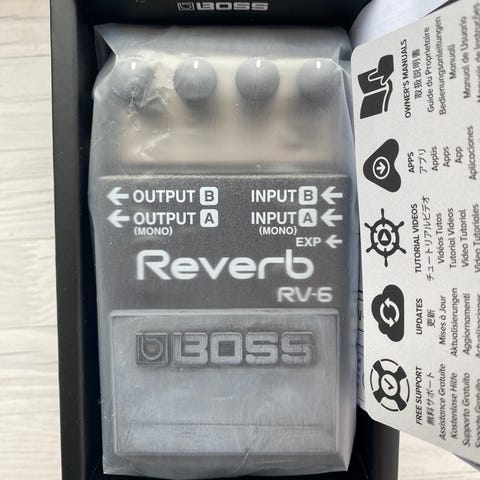 BOSS
OUTPUT B
INPUT B
OUTPUT A
(MONO)
INPUT A
(MONO)
EXP
Reverb
RV-6
BOSS
FREE SUPPORT
無料サポート
Assistance Gratuite
Kostenlose Hilfe
Supporto Gratuito
UPDATES
更新
Mises à Jour
Aktualisierungen
Aggiornamenti
TUTORIAL VIDEOS
チュートリアルビデオ
Vidéos Tutos
Tutorial Videos
Video Tutorial
Video Tutoriales
APPS
アプリ
Applis
Apps
App
Aplicaciones
OWNER'S MANUALS
取扱説明書
Guide du Propriétaire
Bedienungsanleitungen
Manuali
Manual de Usuario